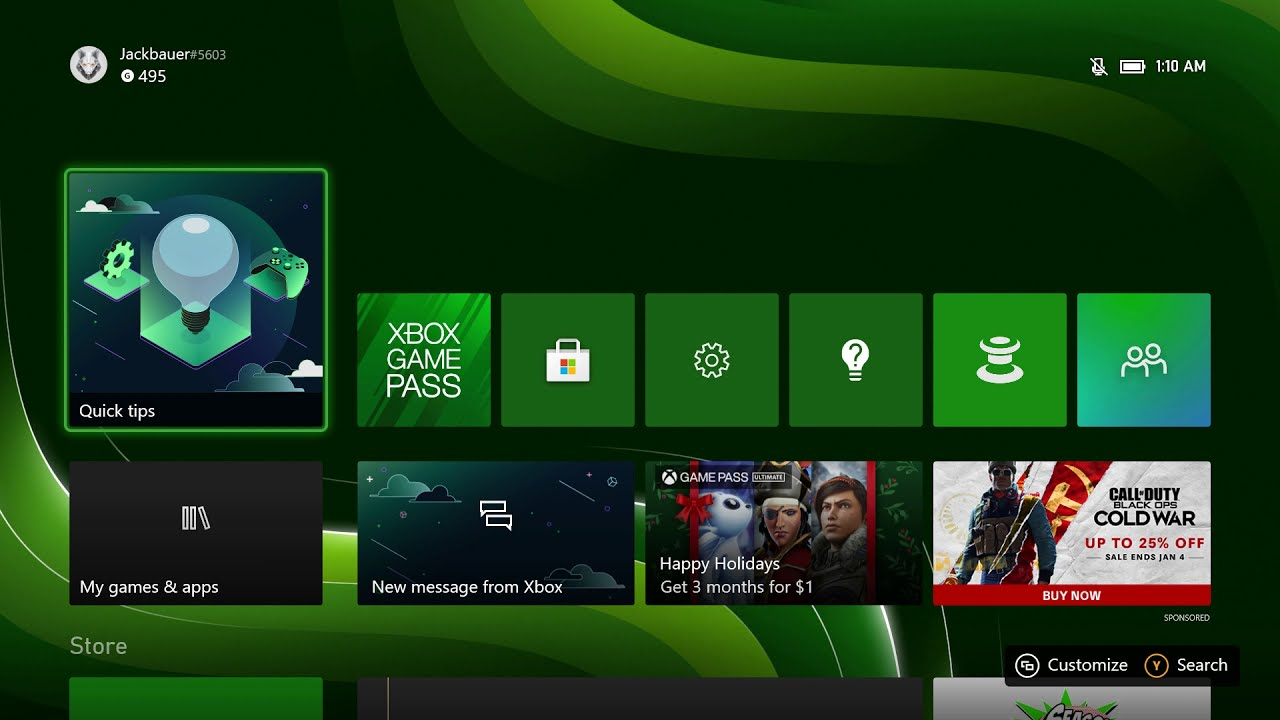 Jackbauer#5603
G 495
1:10 AM
Quick tips
XBOX
GAME
PASS
My games & apps
New message from Xbox
GAME PASS ULTIMATE
Happy Holidays
Get 3 months for $1
CALL OF DUTY
BLACK OPS
COLD WAR
UP TO 25% OFF
SALE ENDS JAN 4
BUY NOW
SPONSORED
Store
Customize
Y Search